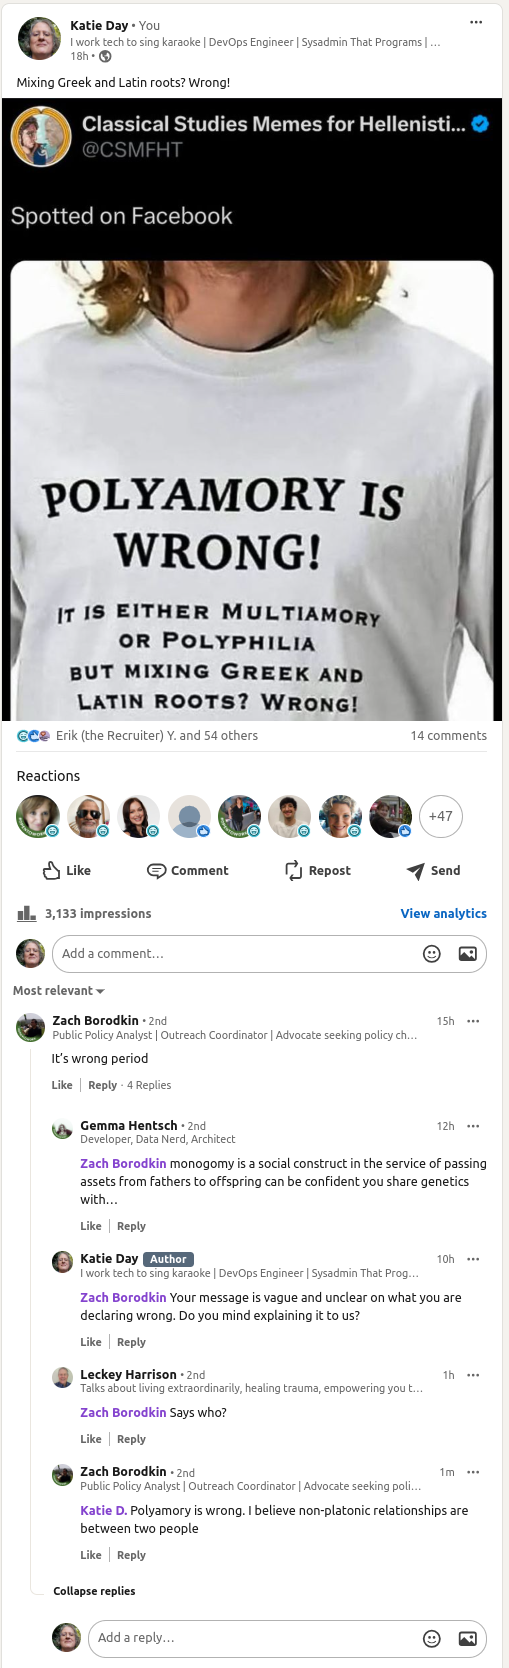 Katie Day • You
I work tech to sing karaoke | DevOps Engineer | Sysadmin That Programs | ...
18h •
Mixing Greek and Latin roots? Wrong!
Classical Studies Memes for Hellenisti...
@CSMFHT
Spotted on Facebook
POLYAMORY IS
WRONG!
IT IS EITHER MULTIAMORY
OR POLYPHILIA
BUT MIXING GREEK AND
LATIN ROOTS? WRONG!
Erik (the Recruiter) Y. and 54 others
14 comments
Reactions
+47
Like
Comment
Repost
Send
3,133 impressions
View analytics
Add a comment...
Most relevant
Zach Borodkin • 2nd
15h
Public Policy Analyst | Outreach Coordinator | Advocate seeking policy ch...
It’s wrong period
Like | Reply · 4 Replies
Gemma Hentsch • 2nd
12h
Developer, Data Nerd, Architect
Zach Borodkin monogomy is a social construct in the service of passing
assets from fathers to offspring can be confident you share genetics
with...
Like | Reply
Katie Day Author
10h
I work tech to sing karaoke | DevOps Engineer | Sysadmin That Prog...
Zach Borodkin Your message is vague and unclear on what you are
declaring wrong. Do you mind explaining it to us?
Like | Reply
Leckey Harrison • 2nd
1h
Talks about living extraordinarily, healing trauma, empowering you t...
Zach Borodkin Says who?
Like | Reply
Zach Borodkin • 2nd
1m
Public Policy Analyst | Outreach Coordinator | Advocate seeking poli...
Katie D. Polyamory is wrong. I believe non-platonic relationships are
between two people
Like | Reply
Collapse replies
Add a reply...